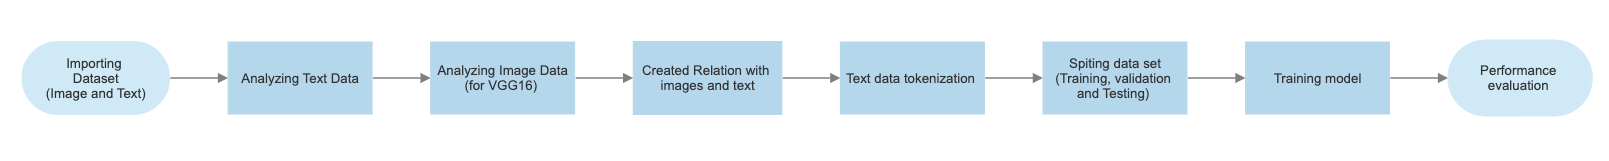 Importing
Dataset
(Image and Text)
Analyzing Text Data
Analyzing Image Data
(for VGG16)
Created Relation with
images and text
Text data tokenization
Spiting data set
(Training, validation
and Testing)
Training model
Performance
evaluation